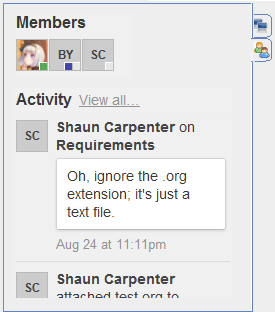 Members
BY SC
Activity View all...
SC Shaun Carpenter on
Requirements
Oh, ignore the .org
extension; it's just a
text file.
Aug 24 at 11:11pm
SC Shaun Carpenter
attached test.org to